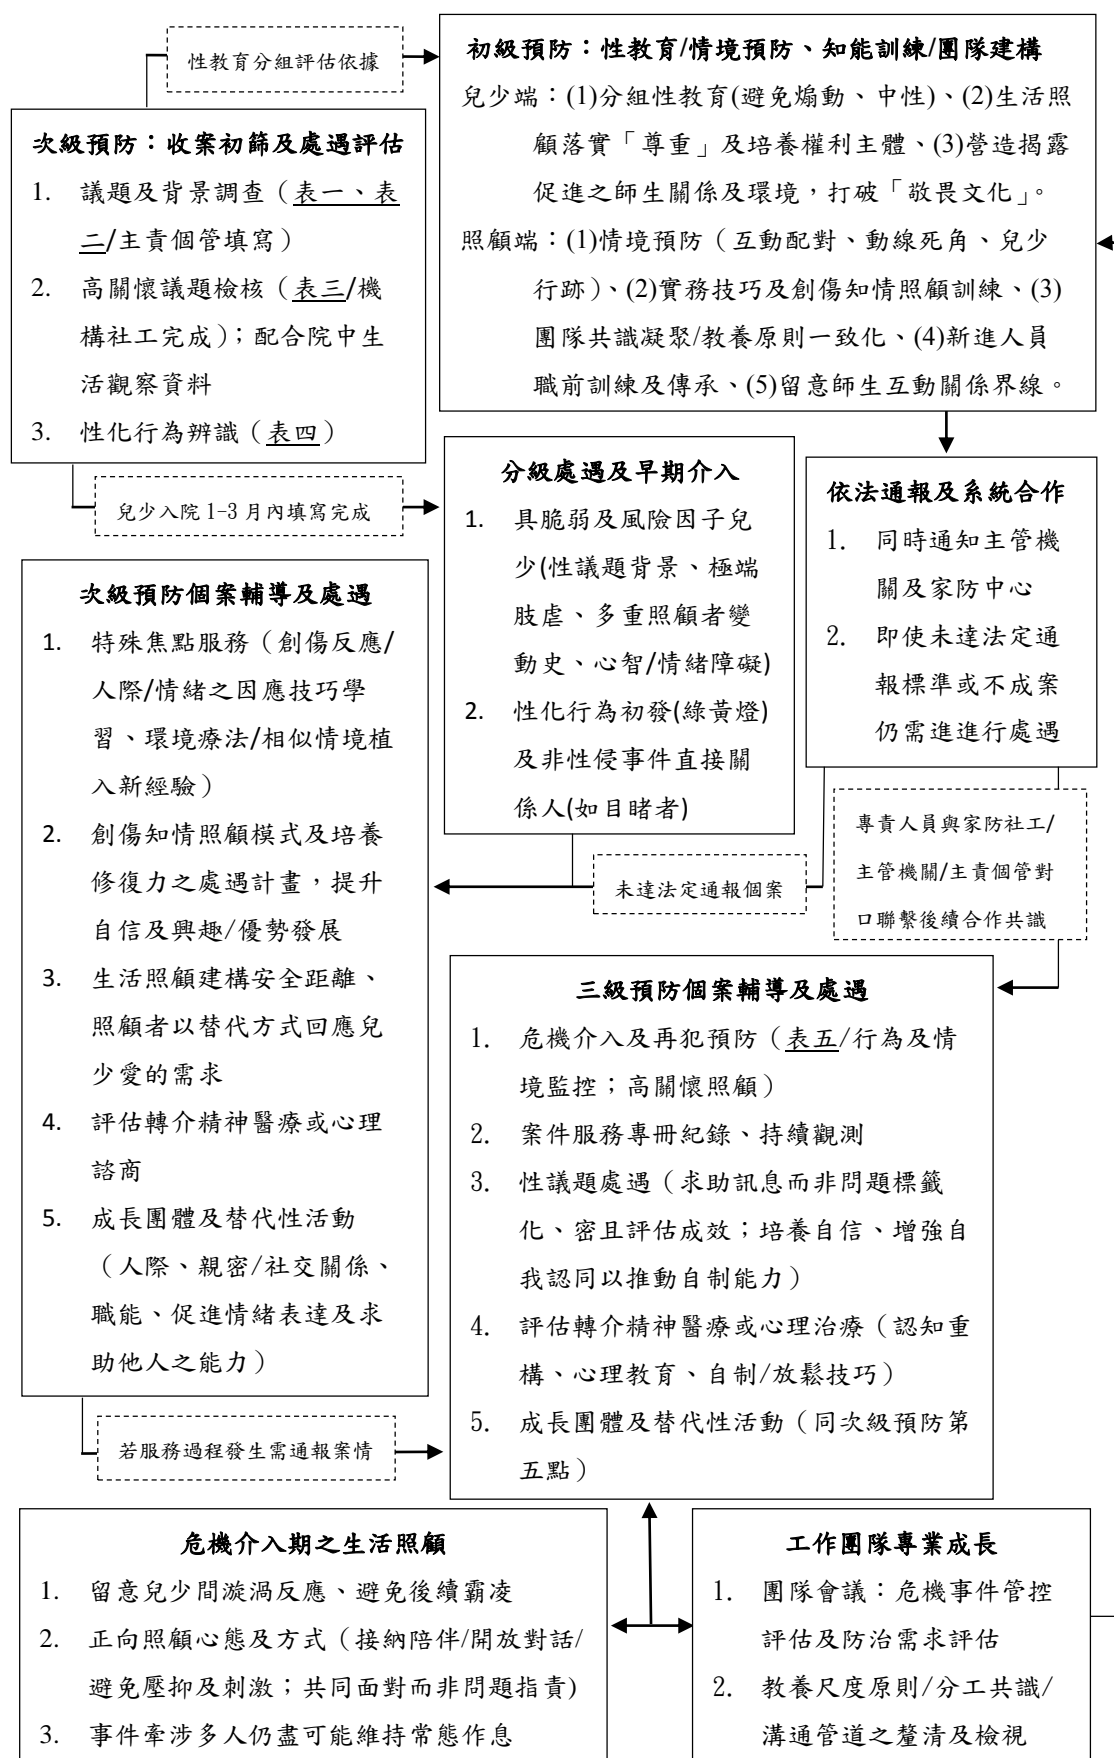 性教育分組評估依據
初級預防：性教育/情境預防、知能訓練/團隊建構
兒少端：(1)分組性教育(避免煽動、中性)、(2)生活照
顧落實「尊重」及培養權利主體、(3)營造揭露
促進之師生關係及環境，打破「敬畏文化」。
照顧端：(1)情境預防（互動配對、動線死角、兒少
行跡）、(2)實務技巧及創傷知情照顧訓練、(3)
團隊共識凝聚/教養原則一致化、(4)新進人員
職前訓練及傳承、(5)留意師生互動關係界線。
次級預防：收案初篩及處遇評估
1. 議題及背景調查（表一、表
二/主責個管填寫）
2. 高關懷議題檢核（表三/機
構社工完成）；配合院中生
活觀察資料
3. 性化行為辨識（表四）
兒少入院 1-3 月內填寫完成
分級處遇及早期介入
1. 具脆弱及風險因子兒
少(性議題背景、極端
肢虐、多重照顧者變
動史、心智/情緒障礙)
2. 性化行為初發(綠黃燈)
及非性侵事件直接關
係人(如目睹者)
依法通報及系統合作
1. 同時通知主管機
關及家防中心
2. 即使未達法定通
報標準或不成案
仍需進進行處遇
次級預防個案輔導及處遇
1. 特殊焦點服務（創傷反應/
人際/情緒之因應技巧學
習、環境療法/相似情境植
入新經驗）
2. 創傷知情照顧模式及培養
修復力之處遇計畫，提升
自信及興趣/優勢發展
3. 生活照顧建構安全距離、
照顧者以替代方式回應兒
少愛的需求
4. 評估轉介精神醫療或心理
諮商
5. 成長團體及替代性活動
（人際、親密/社交關係、
職能、促進情緒表達及求
助他人之能力）
未達法定通報個案
專責人員與家防社工/
主管機關/主責個管對
口聯繫後續合作共識
三級預防個案輔導及處遇
1. 危機介入及再犯預防（表五/行為及情
境監控；高關懷照顧）
2. 案件服務專冊紀錄、持續觀測
3. 性議題處遇（求助訊息而非問題標籤
化、密且評估成效；培養自信、增強自
我認同以推動自制能力）
4. 評估轉介精神醫療或心理治療（認知重
構、心理教育、自制/放鬆技巧）
5. 成長團體及替代性活動（同次級預防第
五點）
若服務過程發生需通報案情
危機介入期之生活照顧
1. 留意兒少間漩渦反應、避免後續霸凌
2. 正向照顧心態及方式（接納陪伴/開放對話/
避免壓抑及刺激；共同面對而非問題指責)
3. 事件牽涉多人仍盡可能維持常態作息
工作團隊專業成長
1. 團隊會議：危機事件管控
評估及防治需求評估
2. 教養尺度原則/分工共識/
溝通管道之釐清及檢視